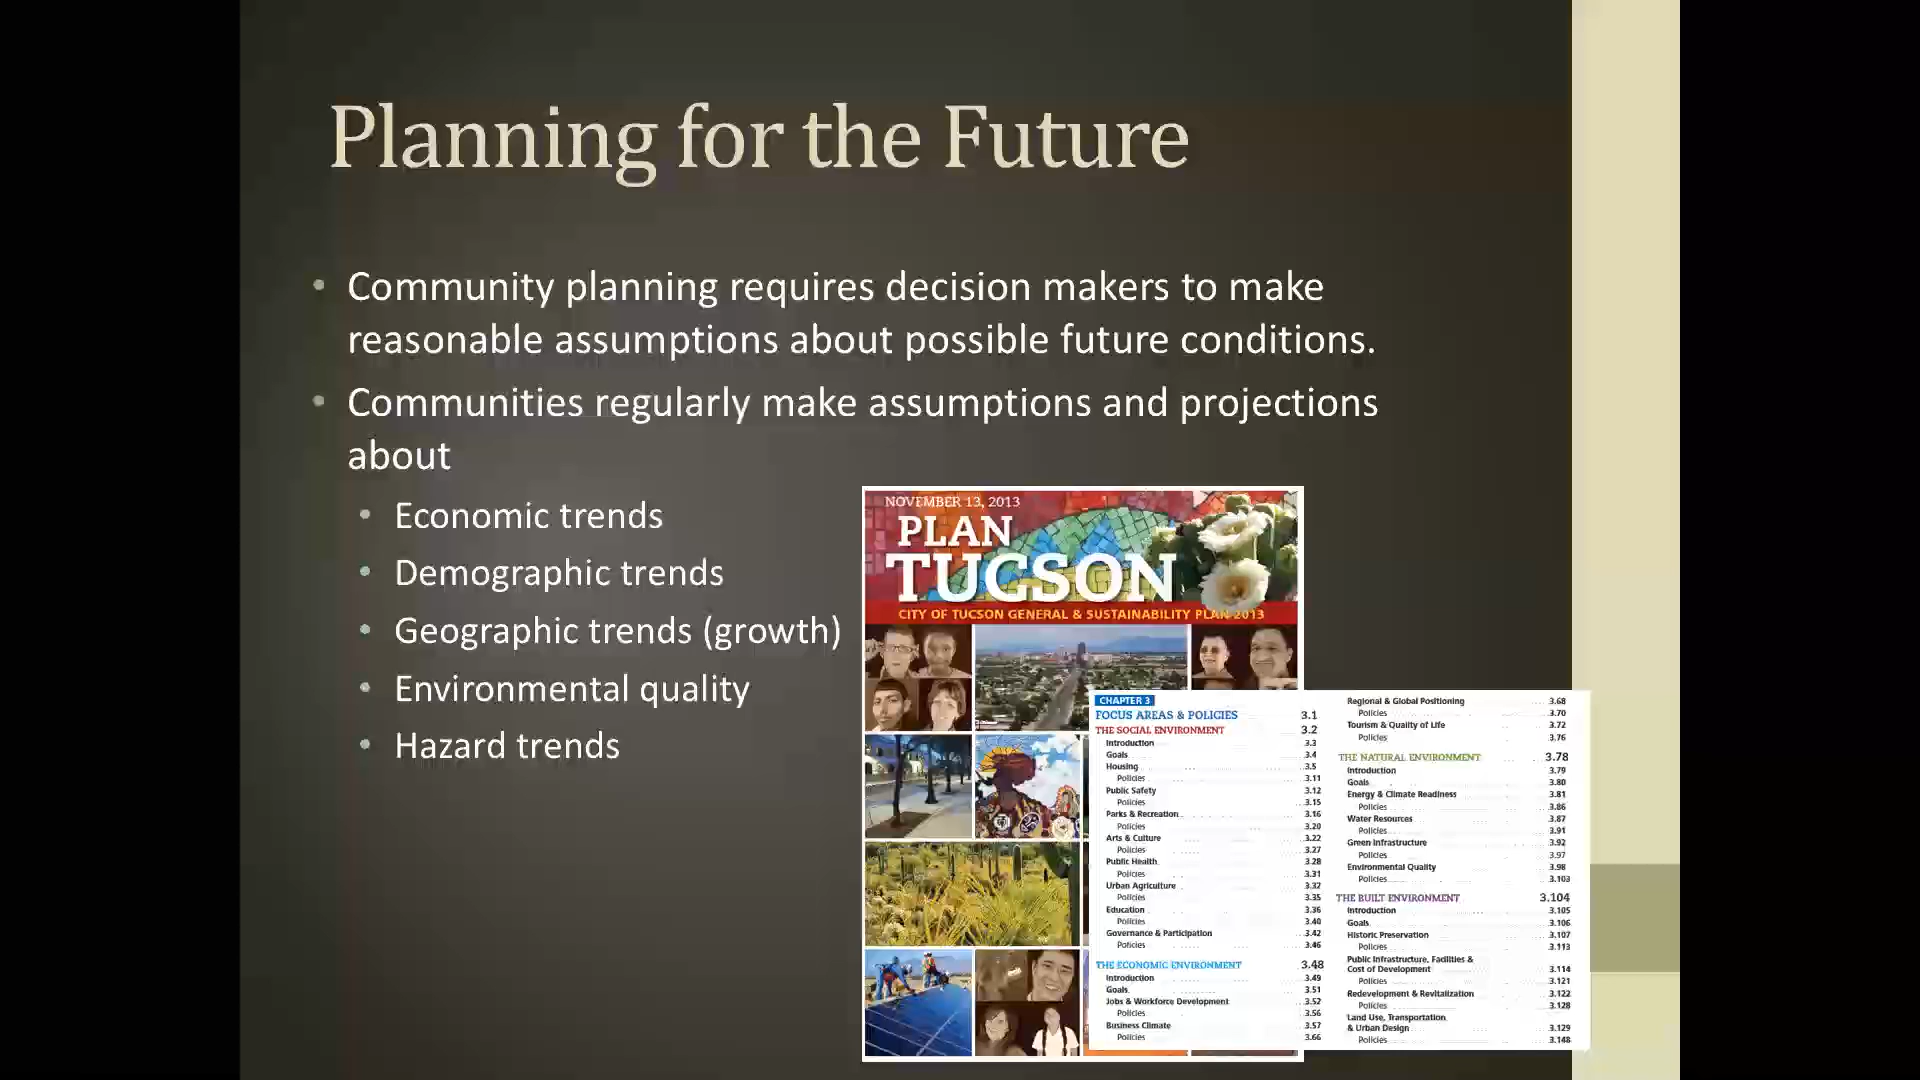 Planning for the Future
• Community planning requires decision makers to make
reasonable assumptions about possible future conditions.
• Communities regularly make assumptions and projections
about
• Economic trends
• Demographic trends
• Geographic trends (growth)
• Environmental quality
• Hazard trends
NOVEMBER 13, 2013
PLAN
TUCSON
CITY OF TUCSON GENERAL & SUSTAINABILITY PLAN 2013
CHAPTER 3
FOCUS AREAS & POLICIES 3.1
THE SOCIAL ENVIRONMENT 3.2
Introduction 3.3
Goals 3.4
Housing 3.5
Policies 3.11
Public Safety 3.12
Policies 3.15
Parks & Recreation 3.16
Policies 3.20
Arts & Culture 3.22
Policies 3.27
Public Health 3.28
Policies 3.31
Urban Agriculture 3.32
Policies 3.35
Education 3.36
Policies 3.40
Governance & Participation 3.42
Policies 3.46
THE ECONOMIC ENVIRONMENT 3.48
Introduction 3.49
Goals 3.51
Jobs & Workforce Development 3.52
Policies 3.56
Business Climate 3.57
Policies 3.66
Regional & Global Positioning 3.68
Policies 3.70
Tourism & Quality of Life 3.72
Policies 3.76
THE NATURAL ENVIRONMENT 3.78
Introduction 3.79
Goals 3.80
Energy & Climate Readiness 3.81
Policies 3.86
Water Resources 3.87
Policies 3.91
Green Infrastructure 3.92
Policies 3.97
Environmental Quality 3.98
Policies 3.103
THE BUILT ENVIRONMENT 3.104
Introduction 3.105
Goals 3.106
Historic Preservation 3.107
Policies 3.113
Public Infrastructure, Facilities &
Cost of Development 3.114
Policies 3.121
Redevelopment & Revitalization 3.122
Policies 3.128
Land Use, Transportation
& Urban Design 3.129
Policies 3.148